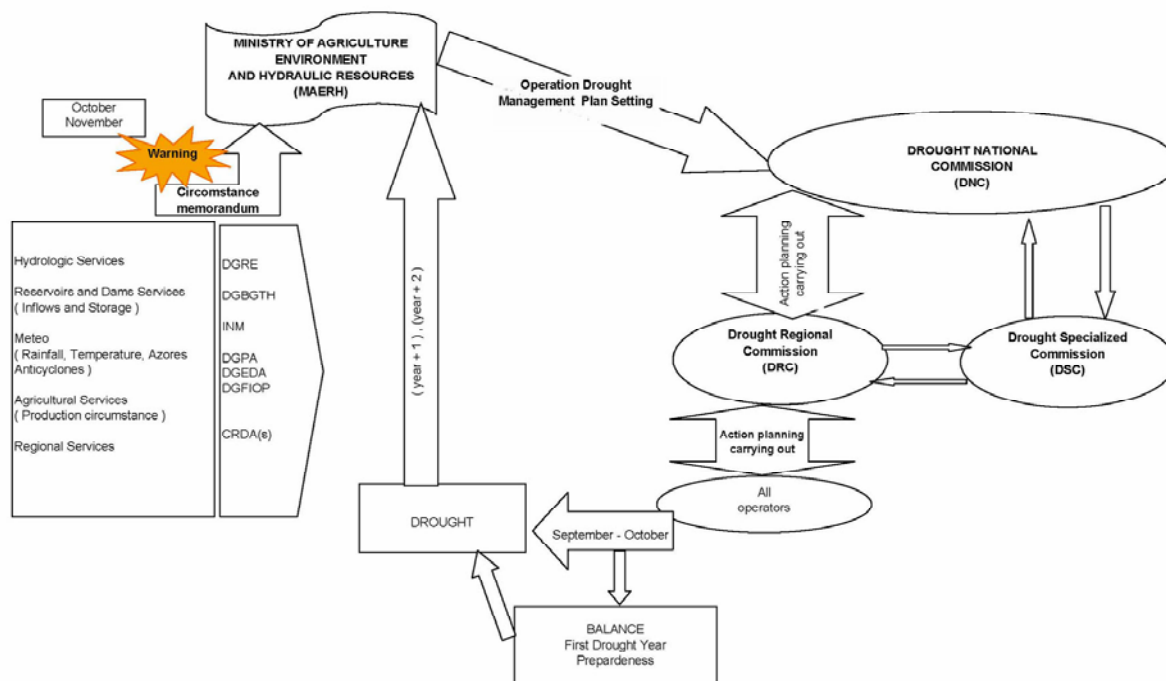 MINISTRY OF AGRICULTURE
ENVIRONMENT
AND HYDRAULIC RESOURCES
(MAERH)
October
November
Warning
Circomstance
memorandum
Operation Drought
Management Plan Setting
DROUGHT NATIONAL
COMMISSION
(DNC)
Hydrologic Services
Reservoire and Dams Services
( Inflows and Storage )
Meteo
( Rainfall, Temperature, Azores
Anticyclones )
Agricultural Services
( Production circumstance )
Regional Services
DGRE
DGBGTH
INM
DGPA
DGEDA
DGFIOP
CRDA(s)
( year + 1 ) , (year + 2 )
Action planning
carrying out
Drought Regional
Commission
(DRC)
Drought Specialized
Commission
(DSC)
Action planning
carrying out
All
operators
DROUGHT
September - October
BALANCE
First Drought Year
Prepardeness